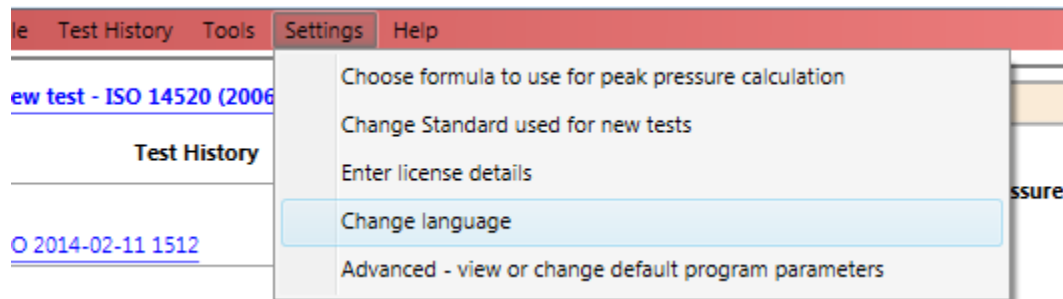 le Test History Tools Settings Help
Choose formula to use for peak pressure calculation
ew test - ISO 14520 (2006
Change Standard used for new tests
Test History
Enter license details
ssure
Change language
O 2014-02-11 1512
Advanced - view or change default program parameters